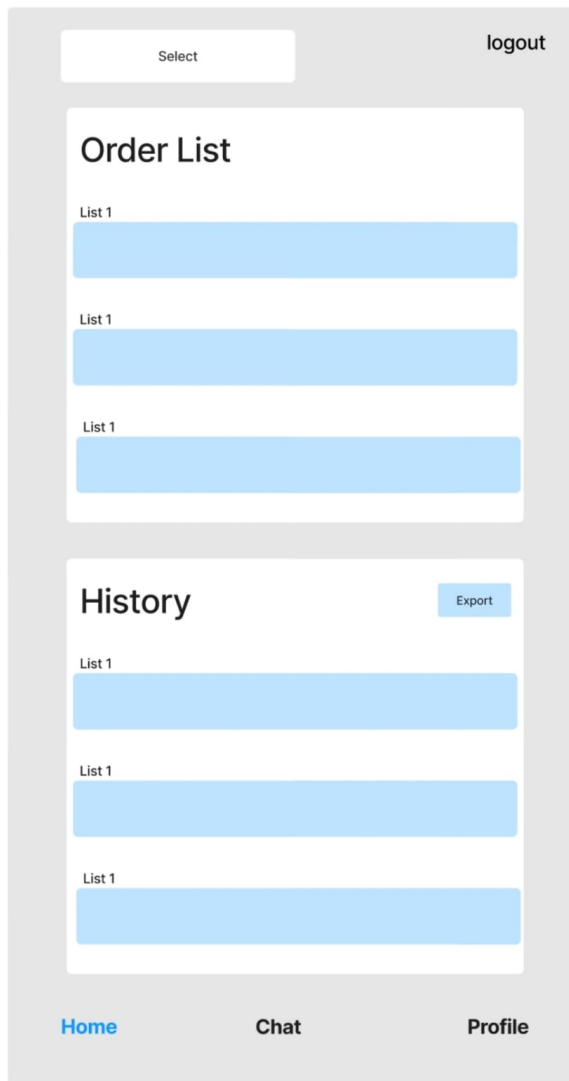 Select
logout
Order List
List 1
List 1
List 1
History
Export
List 1
List 1
List 1
Home
Chat
Profile